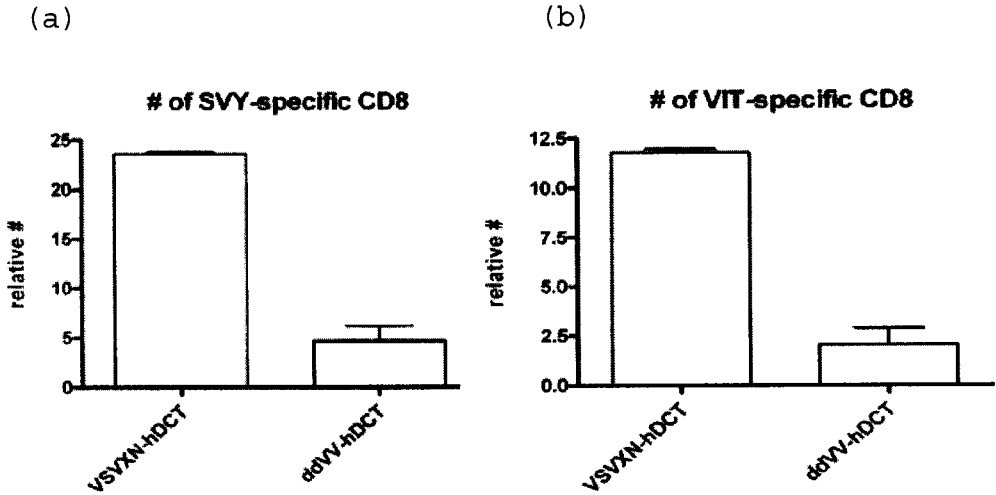 (a)
# of SVY-specific CD8
25
20
15
10
5
0
relative #
VSVXN-hDCT
ddVV-hDCT
(b)
# of VIT-specific CD8
12.5
10.0
7.5
5.0
2.5
0.0
relative #
VSVXN-hDCT
ddVV-hDCT